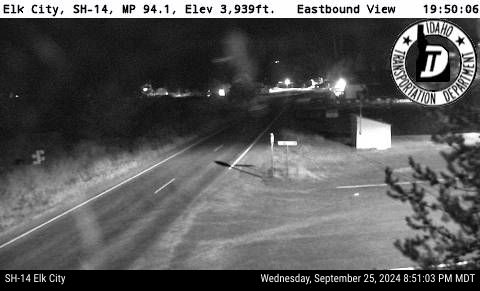 Elk City, SH-14, MP 94.1, Elev 3,939ft. Eastbound View 19:50:06
IDAHO
TRANSPORTATION DEPARTMENT
SH-14 Elk City Wednesday, September 25, 2024 8:51:03 PM MDT